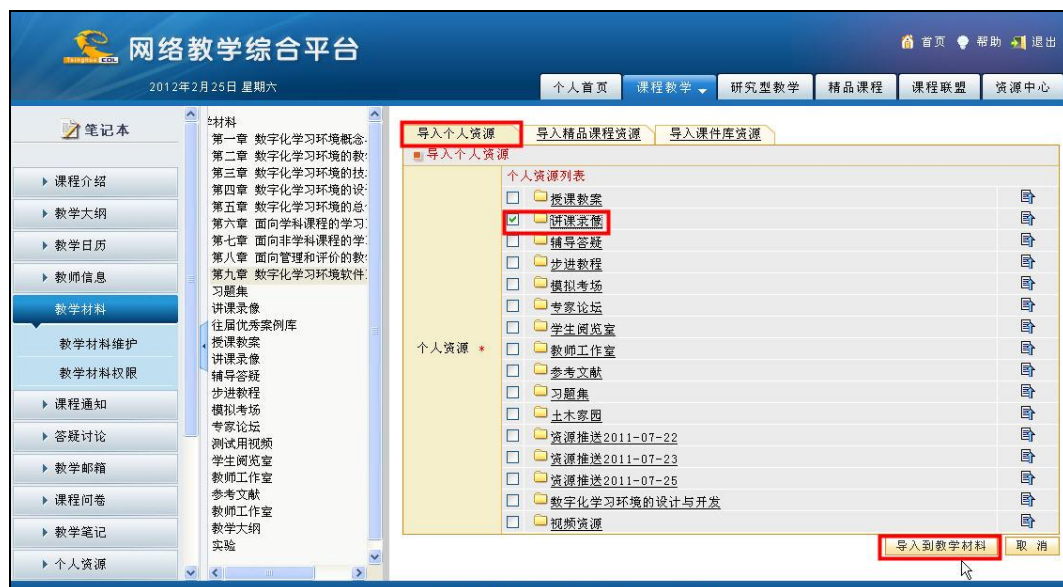 网络教学综合平台
Tsinghua EOL
首页 帮助 退出
2012年2月25日 星期六
个人首页 课程教学 研究型教学 精品课程 课程联盟 资源中心
笔记本
课程介绍
教学大纲
教学日历
教师信息
教学材料
教学材料维护
教学材料权限
课程通知
答疑讨论
教学邮箱
课程问卷
教学笔记
个人资源
材料
第一章 数字化学习环境概念
第二章 数字化学习环境的教
第三章 数字化学习环境的技
第四章 数字化学习环境的设
第五章 数字化学习环境的总
第六章 面向学科课程的学习
第七章 面向非学科课程的学
第八章 面向管理和评价的教
第九章 数字化学习环境软件
习题集
讲课录像
往届优秀案例库
授课教案
讲课录像
辅导答疑
步进教程
模拟考场
专家论坛
测试用视频
学生阅览室
教师工作室
参考文献
教师工作室
教学大纲
实验
导入个人资源 导入精品课程资源 导入课件库资源
导入个人资源
个人资源列表
个人资源 *
授课教案
讲课录像
辅导答疑
步进教程
模拟考场
专家论坛
学生阅览室
教师工作室
参考文献
习题集
土木家园
资源推送2011-07-22
资源推送2011-07-23
资源推送2011-07-25
数字化学习环境的设计与开发
视频资源
导入到教学材料 取 消